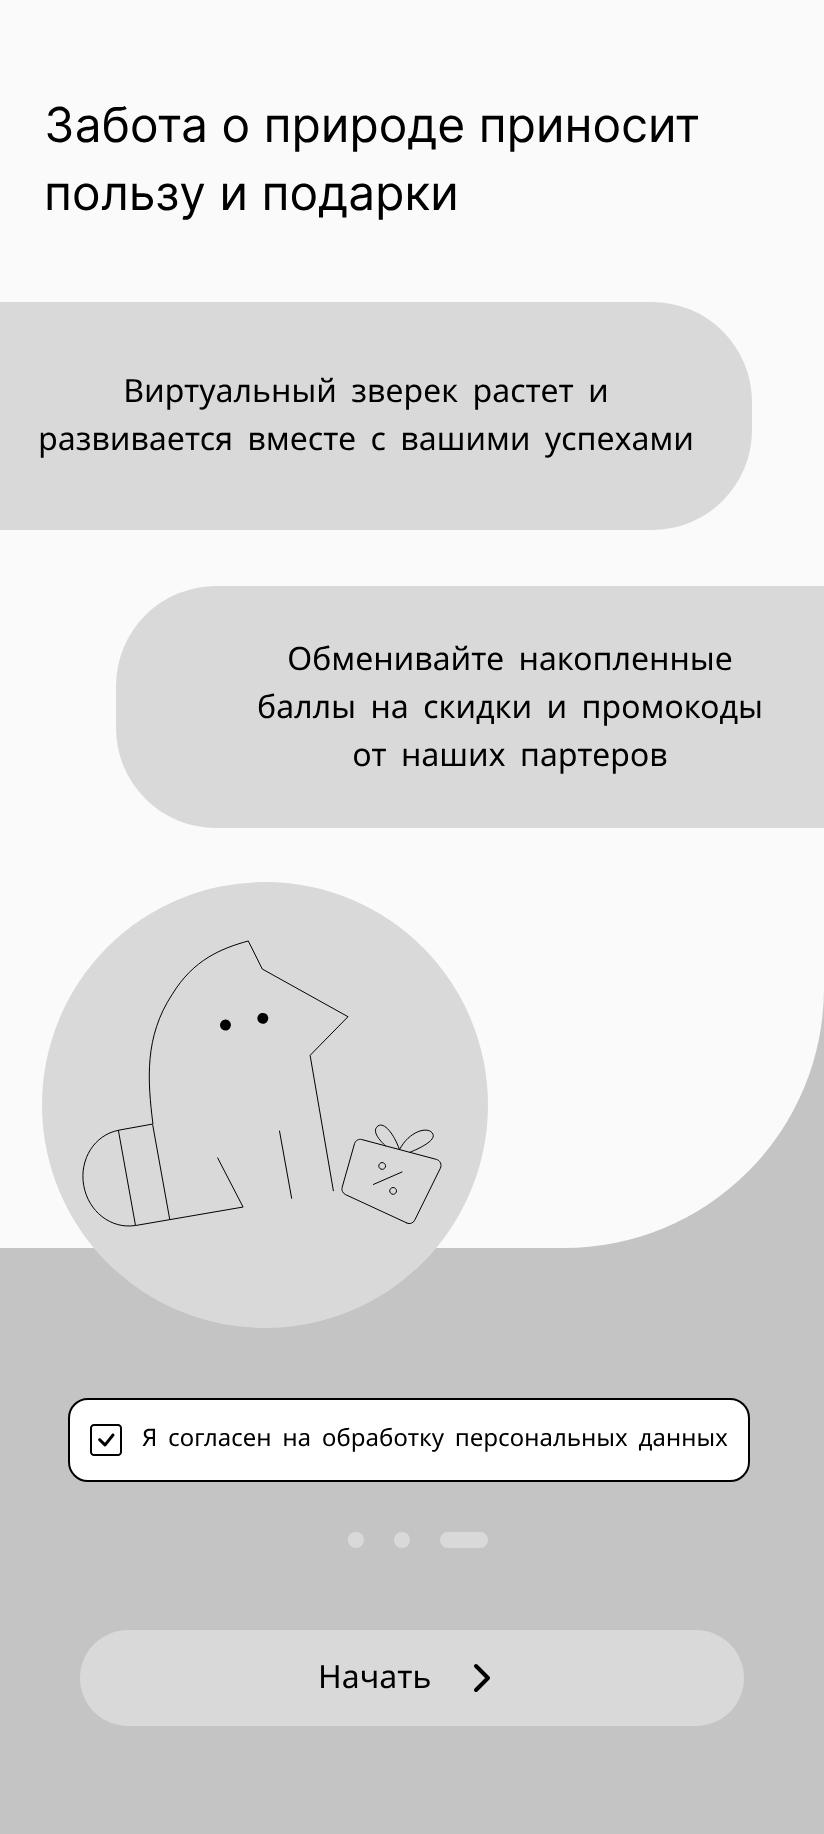 Забота о природе приносит
пользу и подарки
Виртуальный зверек растет и
развивается вместе с вашими успехами
Обменивайте накопленные
баллы на скидки и промокоды
от наших партеров
%
Я согласен на обработку персональных данных
Начать